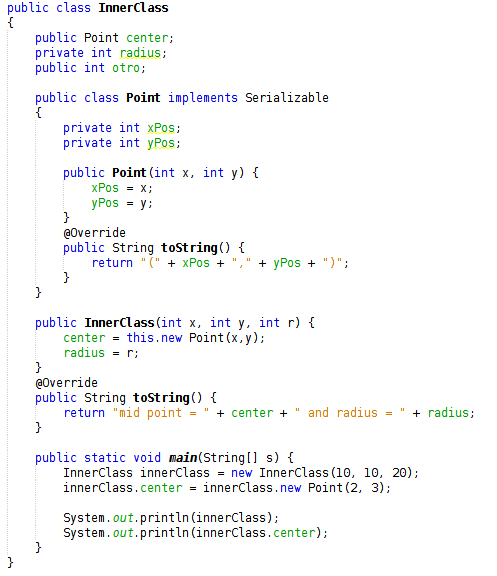 public class InnerClass
{
    public Point center;
    private int radius;
    public int otro;

    public class Point implements Serializable
    {
        private int xPos;
        private int yPos;

        public Point(int x, int y) {
            xPos = x;
            yPos = y;
        }
        @Override
        public String toString() {
            return "(" + xPos + "," + yPos + ")";
        }
    }

    public InnerClass(int x, int y, int r) {
        center = this.new Point(x,y);
        radius = r;
    }
    @Override
    public String toString() {
        return "mid point = " + center + " and radius = " + radius;
    }

    public static void main(String[] s) {
        InnerClass innerClass = new InnerClass(10, 10, 20);
        innerClass.center = innerClass.new Point(2, 3);

        System.out.println(innerClass);
        System.out.println(innerClass.center);
    }
}